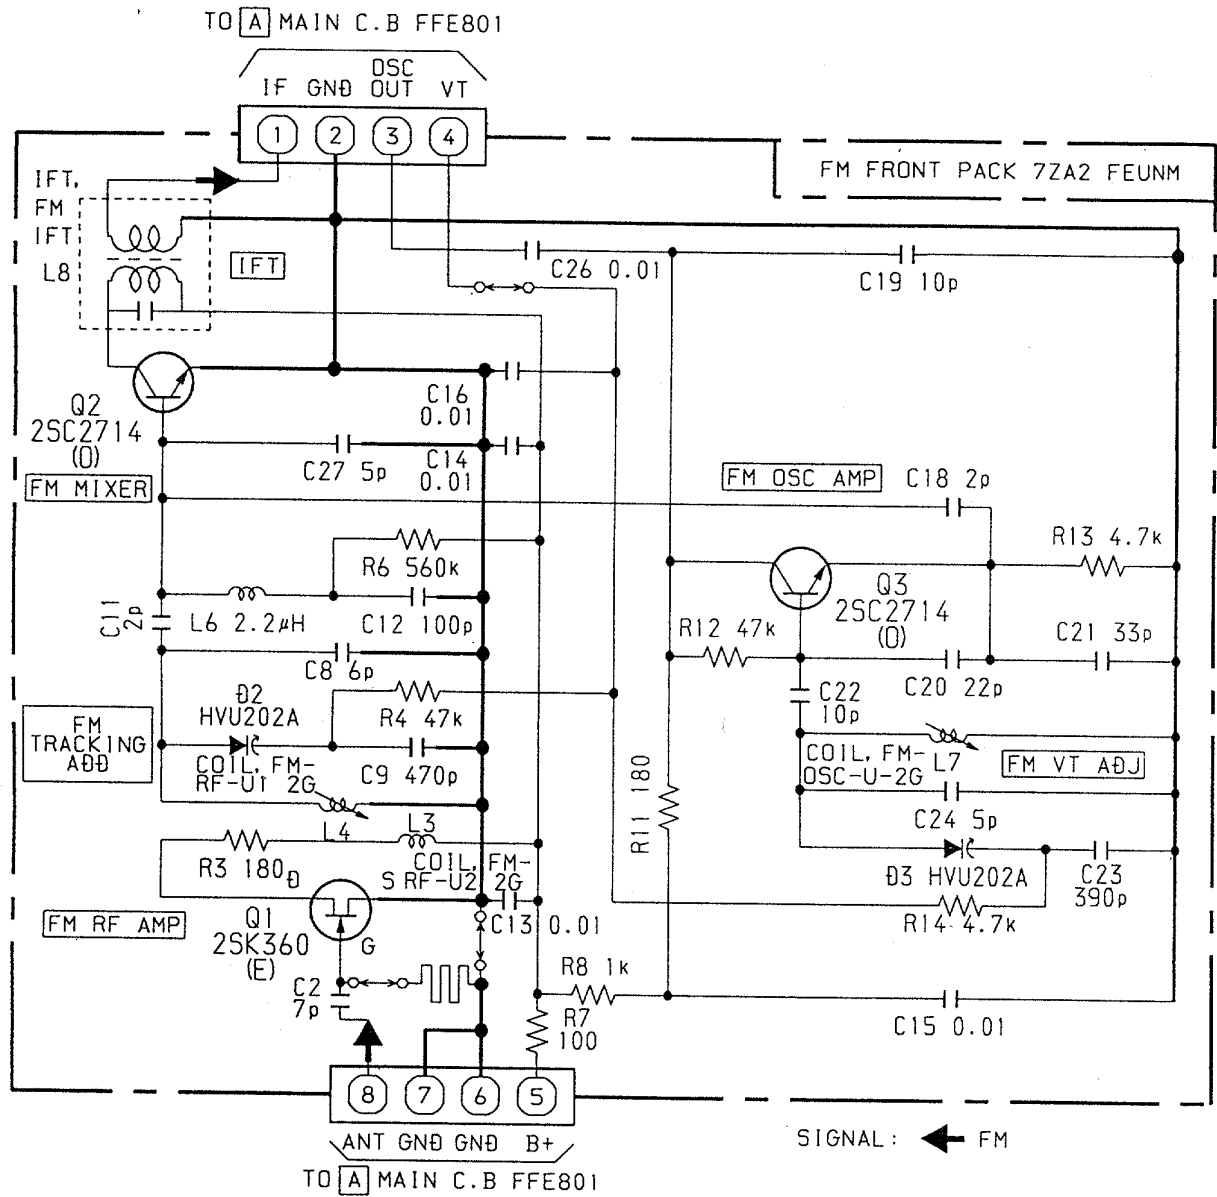 TO A MAIN C.B FFE801
IF GND OSC OUT VT
1 2 3 4
FM FRONT PACK 7ZA2 FEUNM
IFT,
FM
IFT
L8
IFT
C26 0.01
C19 10p
Q2
2SC2714
(O)
FM MIXER
C16
0.01
C27 5p
C14
0.01
FM OSC AMP
C18 2p
R6 560k
R13 4.7k
Q3
2SC2714
(O)
C11
2p
L6 2.2μH
C12 100p
R12 47k
C21 33p
C8 6p
C20 22p
C22
10p
D2
HVU202A
R4 47k
FM
TRACKING
ADD
COIL, FM-
RF-U1 2G
C9 470p
COIL, FM-
OSC-U-2G
L7
FM VT ADJ
R11 180
C24 5p
L4
L3
R3 180
D
S
COIL, FM-
RF-U2 2G
D3 HVU202A
C23
390p
FM RF AMP
Q1
2SK360
(E)
G
C13 0.01
R14 4.7k
C2
7p
R8 1k
R7
100
C15 0.01
8 7 6 5
ANT GND GND B+
SIGNAL: FM
TO A MAIN C.B FFE801